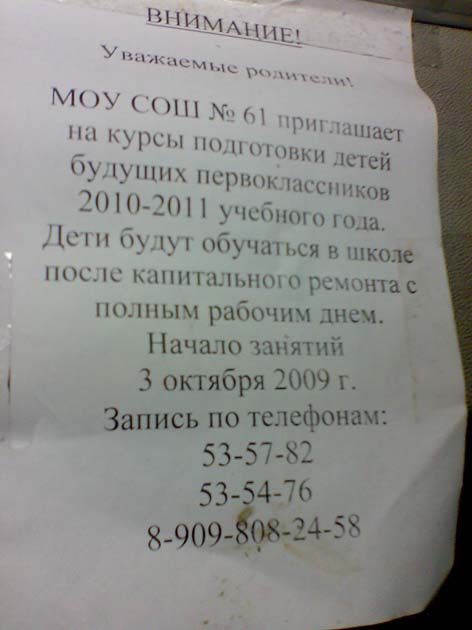 ВНИМАНИЕ!
Уважаемые родители!
МОУ СОШ № 61 приглашает
на курсы подготовки детей
будущих первоклассников
2010-2011 учебного года.
Дети будут обучаться в школе
после капитального ремонта с
полным рабочим днем.
Начало занятий
3 октября 2009 г.
Запись по телефонам:
53-57-82
53-54-76
8-909-808-24-58